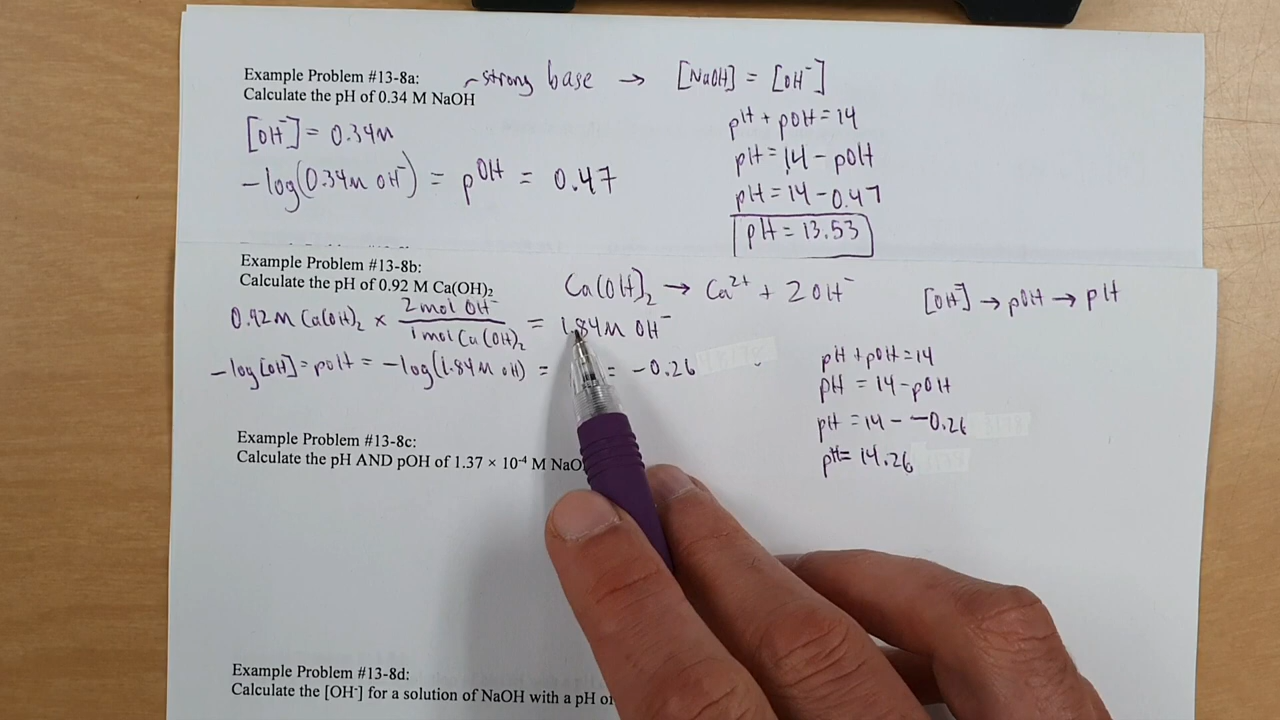 Example Problem #13-8a:
Calculate the pH of 0.34 M NaOH
~strong base → [NaOH] = [OH⁻]
[OH⁻] = 0.34M
-log(0.34M OH⁻) = pOH = 0.47
pH + pOH = 14
pH = 14 - pOH
pH = 14 - 0.47
pH = 13.53
Example Problem #13-8b:
Calculate the pH of 0.92 M Ca(OH)₂
Ca(OH)₂ → Ca²⁺ + 2OH⁻
[OH⁻] → pOH → pH
0.92M Ca(OH)₂ × 2 mol OH⁻ / 1 mol Ca(OH)₂ = 1.84M OH⁻
-log[OH⁻] = pOH = -log(1.84M OH) = = -0.26
pH + pOH = 14
pH = 14 - pOH
pH = 14 - -0.26
pH = 14.26
Example Problem #13-8c:
Calculate the pH AND pOH of 1.37 × 10⁻⁴ M NaO
Example Problem #13-8d:
Calculate the [OH⁻] for a solution of NaOH with a pH of